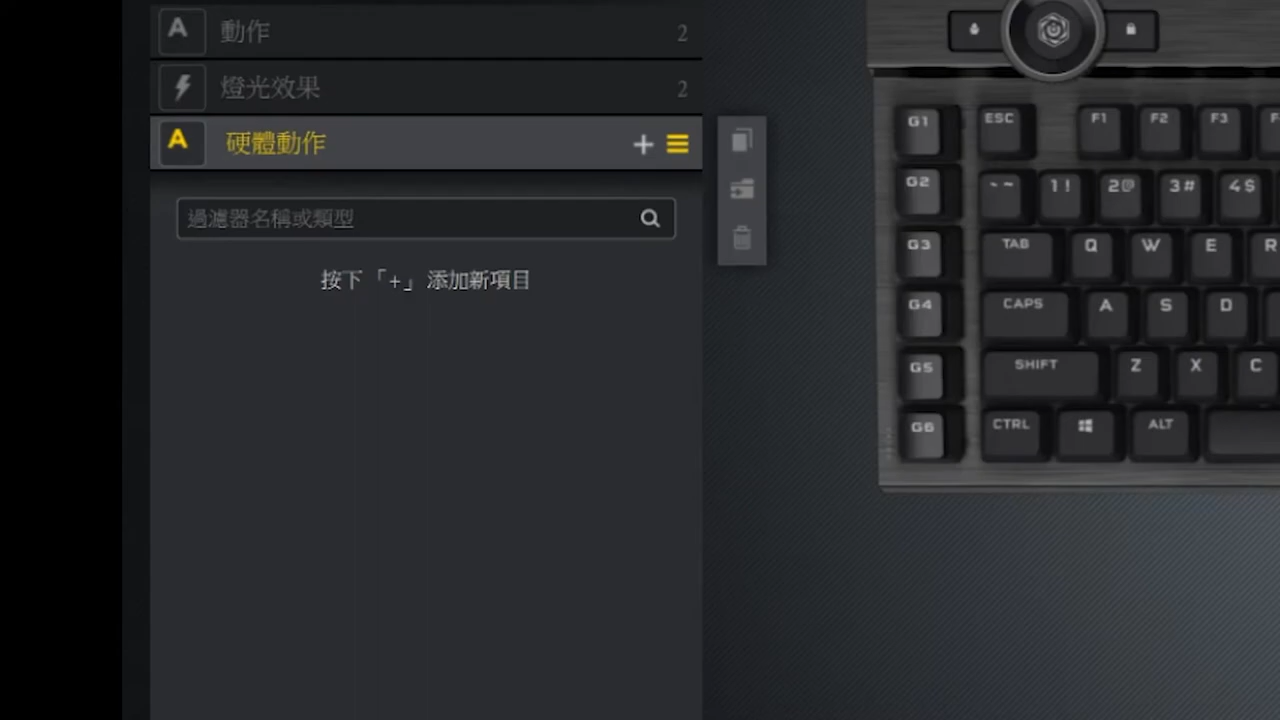 A 動作 2
燈光效果 2
A 硬體動作
過濾器名稱或類型
按下「+」添加新項目
G1 ESC F1 F2 F3
G2 ~ ~ 1 ! 2 @ 3 # 4 $
G3 TAB Q W E R
G4 CAPS A S D
G5 SHIFT Z X C
G6 CTRL ALT